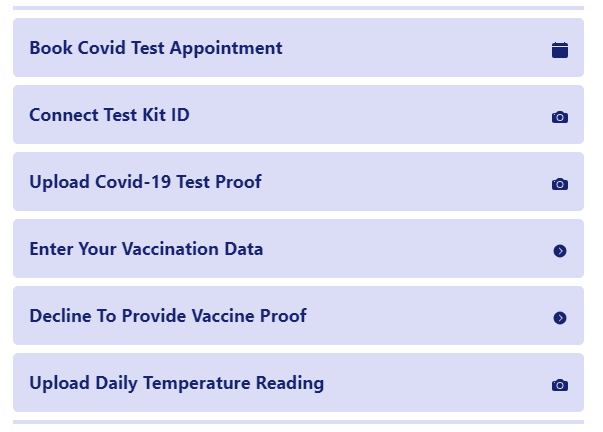 Book Covid Test Appointment
Connect Test Kit ID
Upload Covid-19 Test Proof
Enter Your Vaccination Data
Decline To Provide Vaccine Proof
Upload Daily Temperature Reading